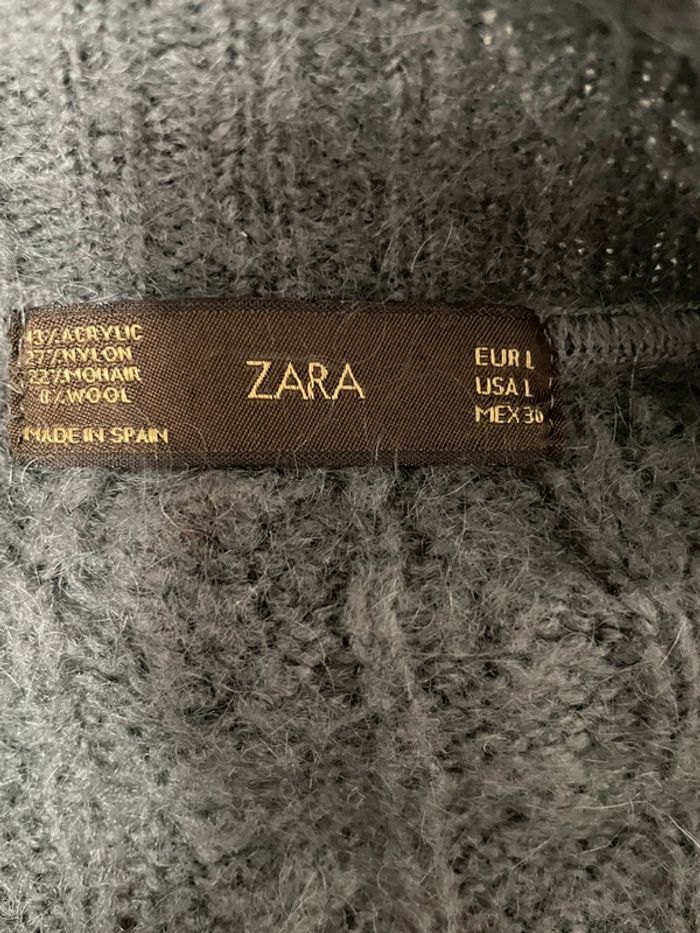 43%ACRYLIC
27%NYLON
22%MOHAIR
8%WOOL
MADE IN SPAIN
ZARA
EUR L
USA L
MEX 30